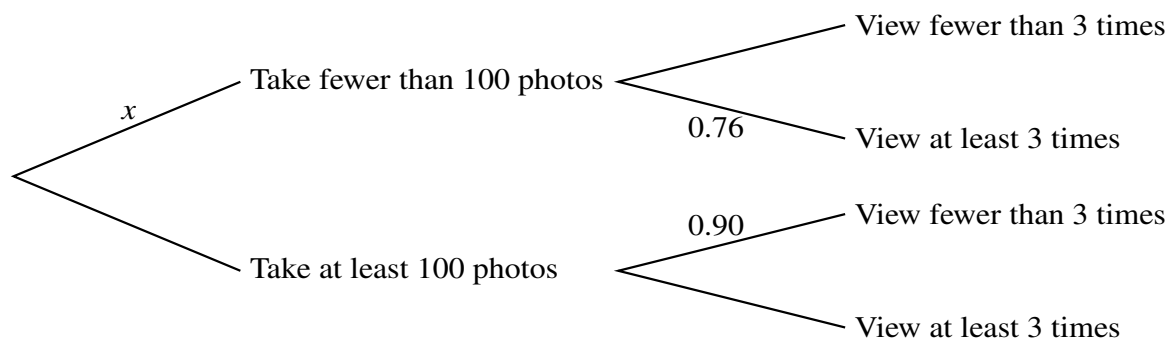 View fewer than 3 times
Take fewer than 100 photos
x
0.76
View at least 3 times
View fewer than 3 times
0.90
Take at least 100 photos
View at least 3 times